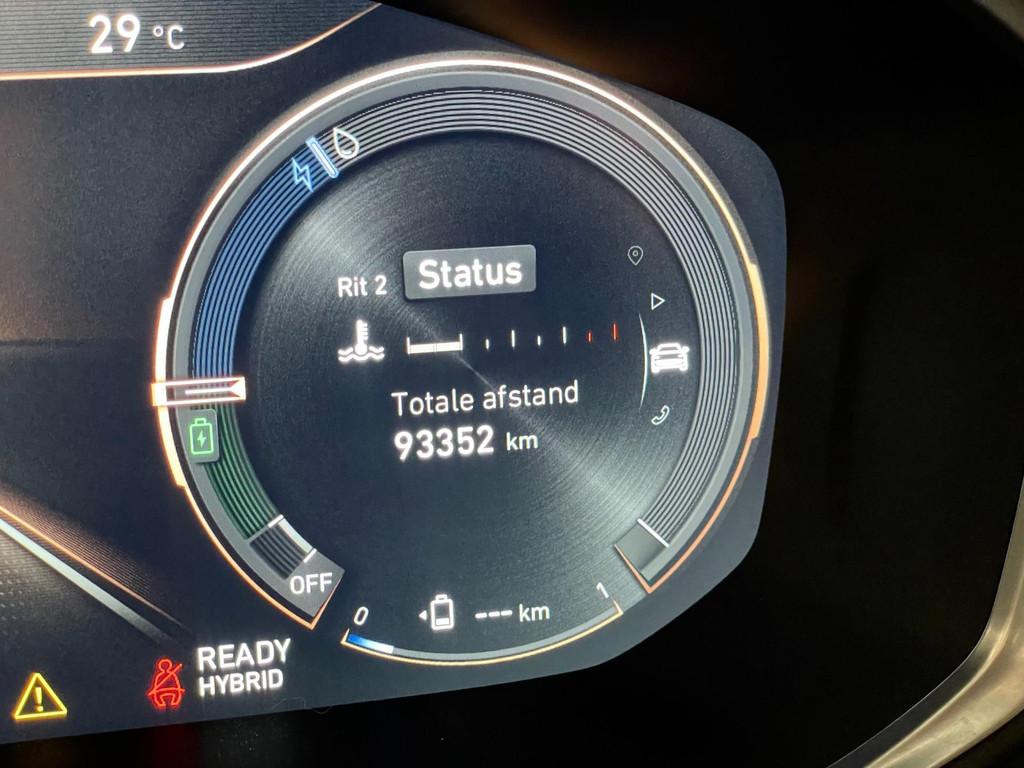 29 °C
Rit 2 Status
Totale afstand
93352 km
OFF
0 --- km 1
READY
HYBRID